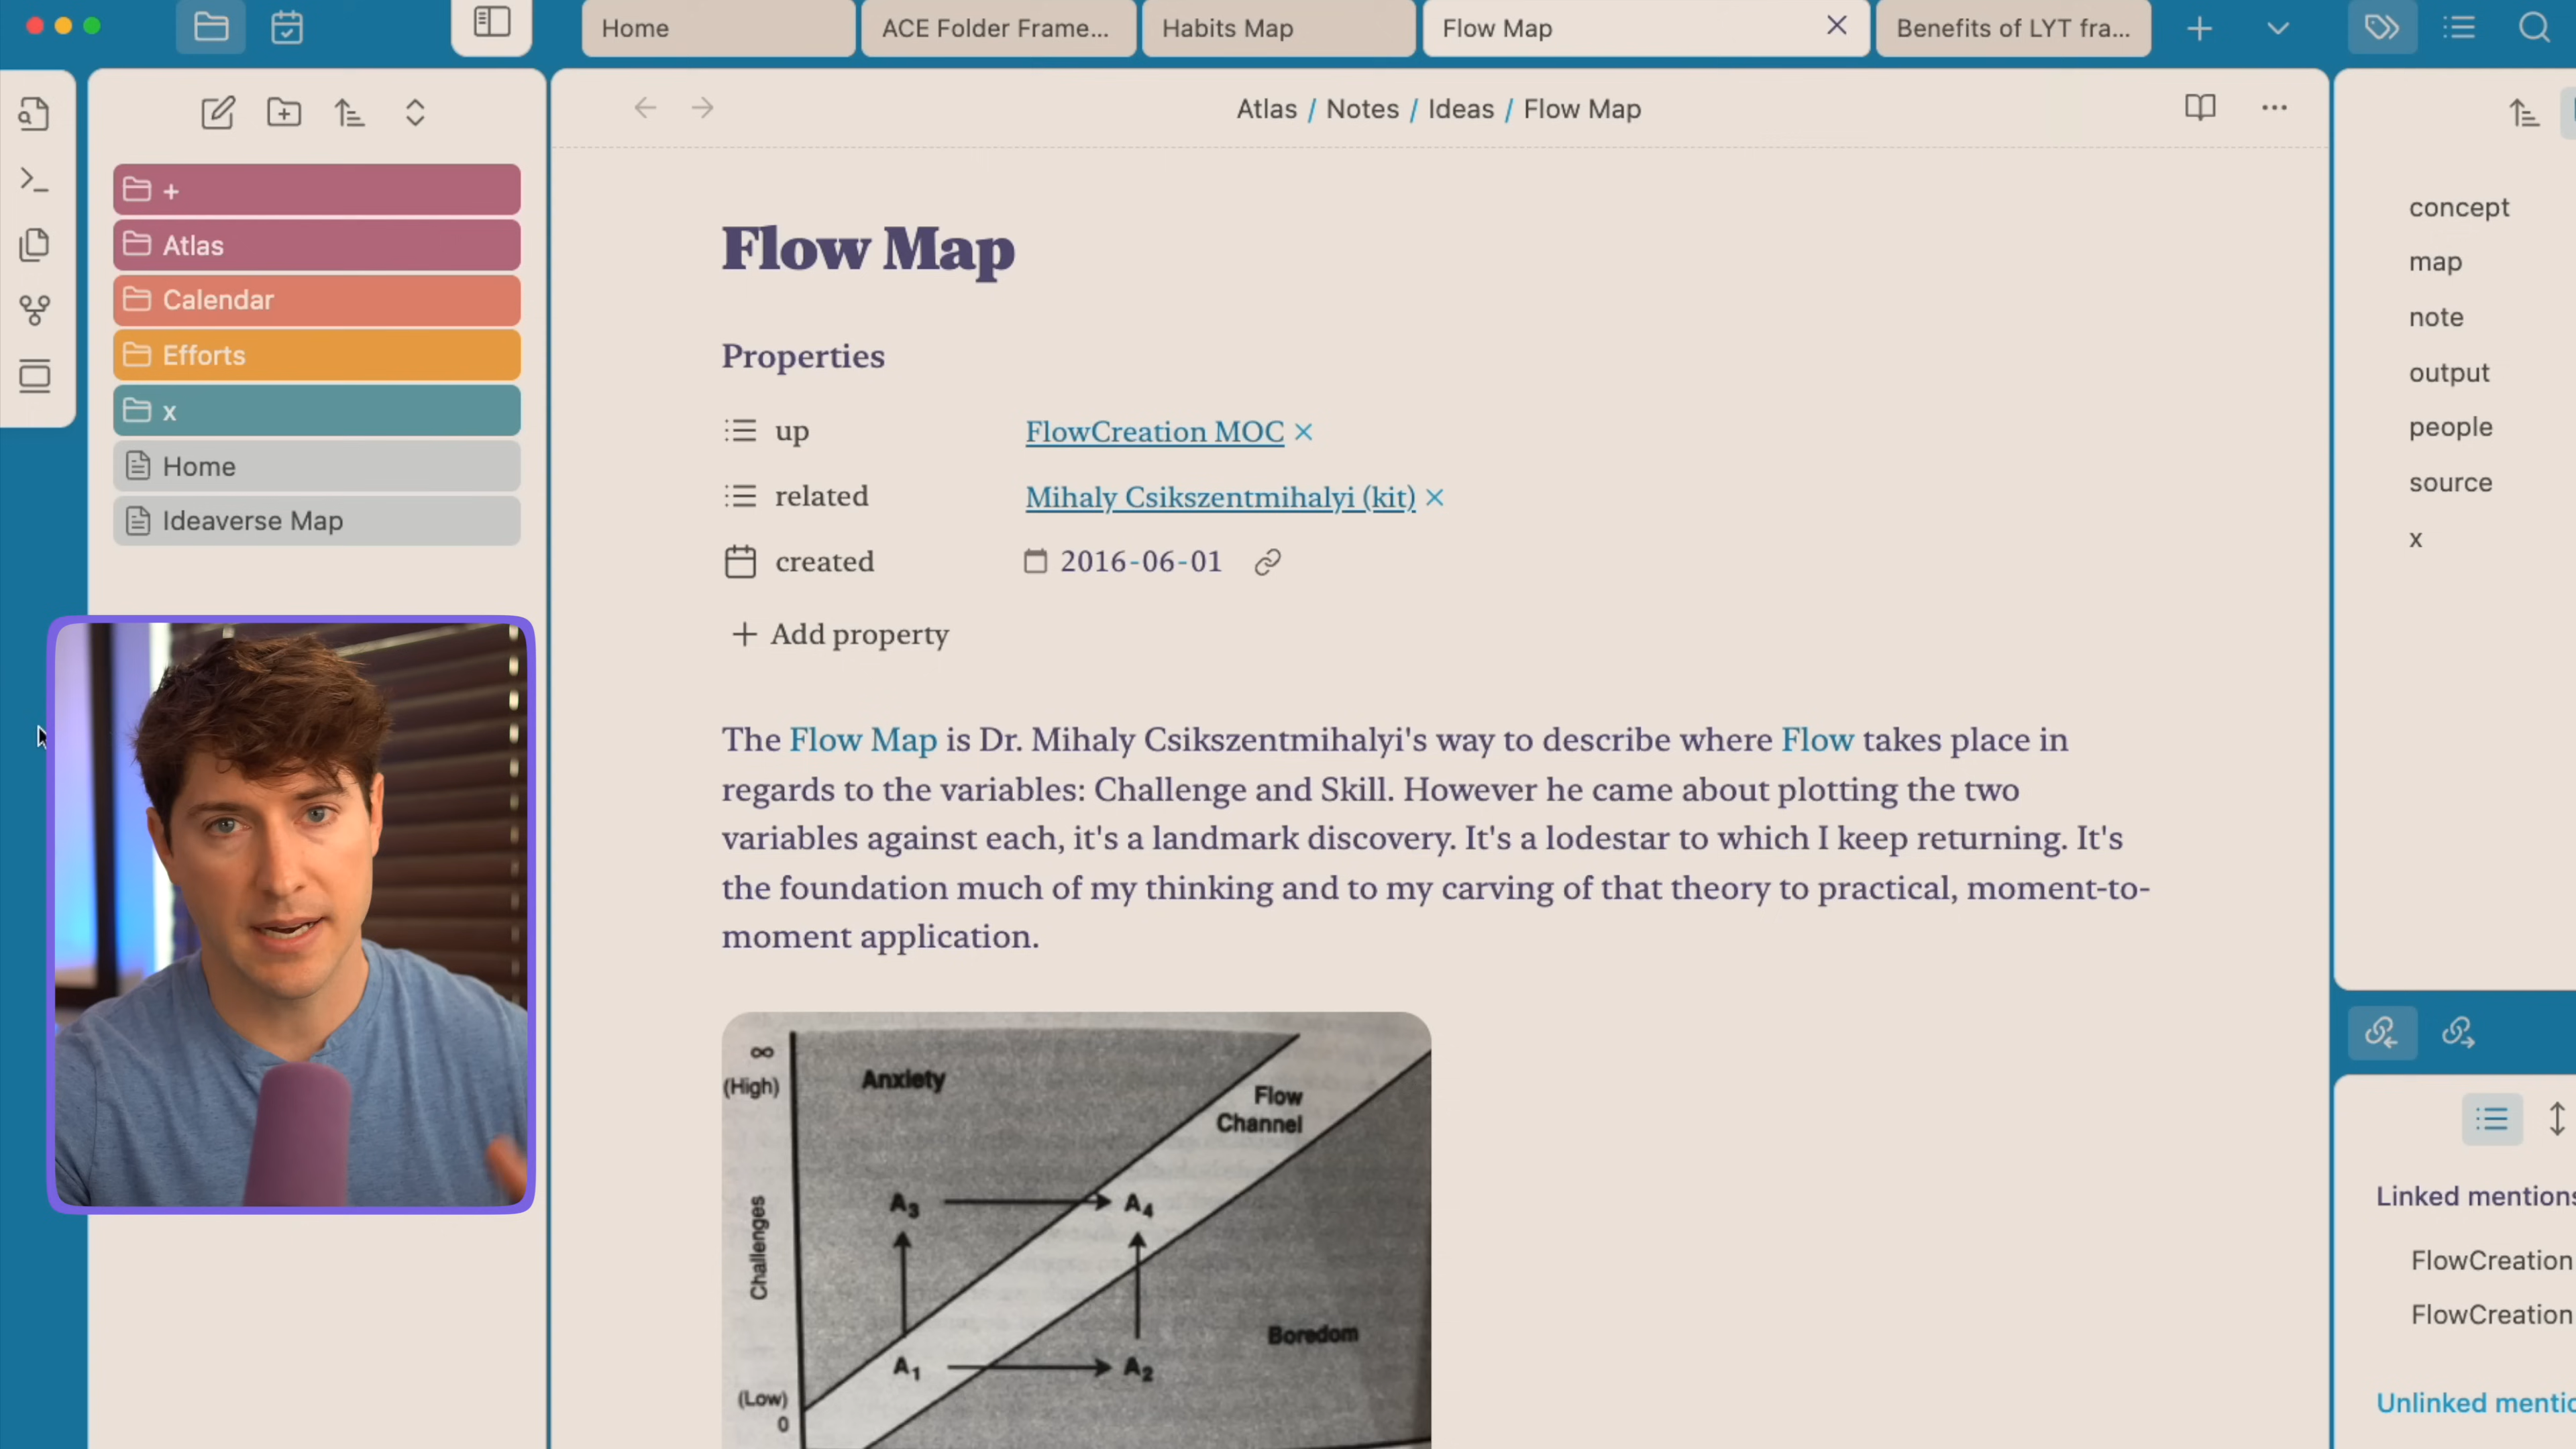 Home
ACE Folder Frame...
Habits Map
Flow Map
Benefits of LYT fra...
+
Atlas
Calendar
Efforts
x
Home
Ideaverse Map
Atlas / Notes / Ideas / Flow Map
Flow Map
Properties
up
FlowCreation MOC
related
Mihaly Csikszentmihalyi (kit)
created
2016-06-01
Add property
The Flow Map is Dr. Mihaly Csikszentmihalyi's way to describe where Flow takes place in
regards to the variables: Challenge and Skill. However he came about plotting the two
variables against each, it's a landmark discovery. It's a lodestar to which I keep returning. It's
the foundation much of my thinking and to my carving of that theory to practical, moment-to-
moment application.
∞
(High)
Anxiety
Flow
Channel
Challenges
A₃
A₄
Boredom
A₁
A₂
(Low)
0
concept
map
note
output
people
source
x
Linked mentions
FlowCreation
FlowCreation
Unlinked mentio